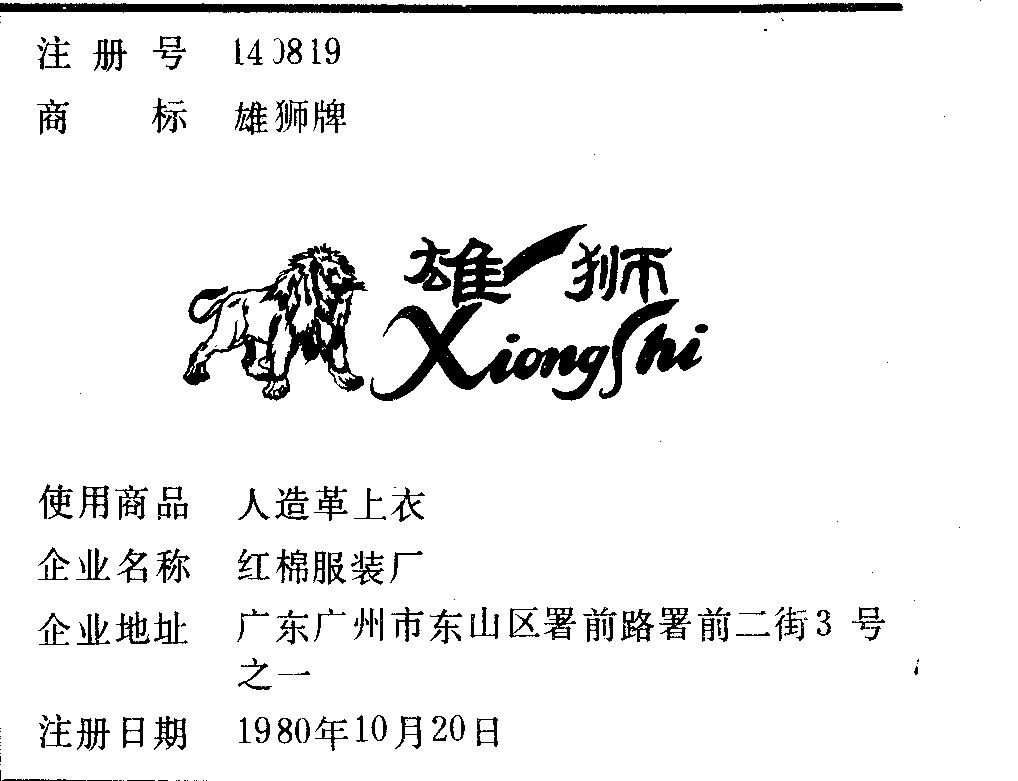 注册号 140819
商标 雄狮牌
雄狮
XiongShi
使用商品 人造革上衣
企业名称 红棉服装厂
企业地址 广东广州市东山区署前路署前二街3号
之一
注册日期 1980年10月20日